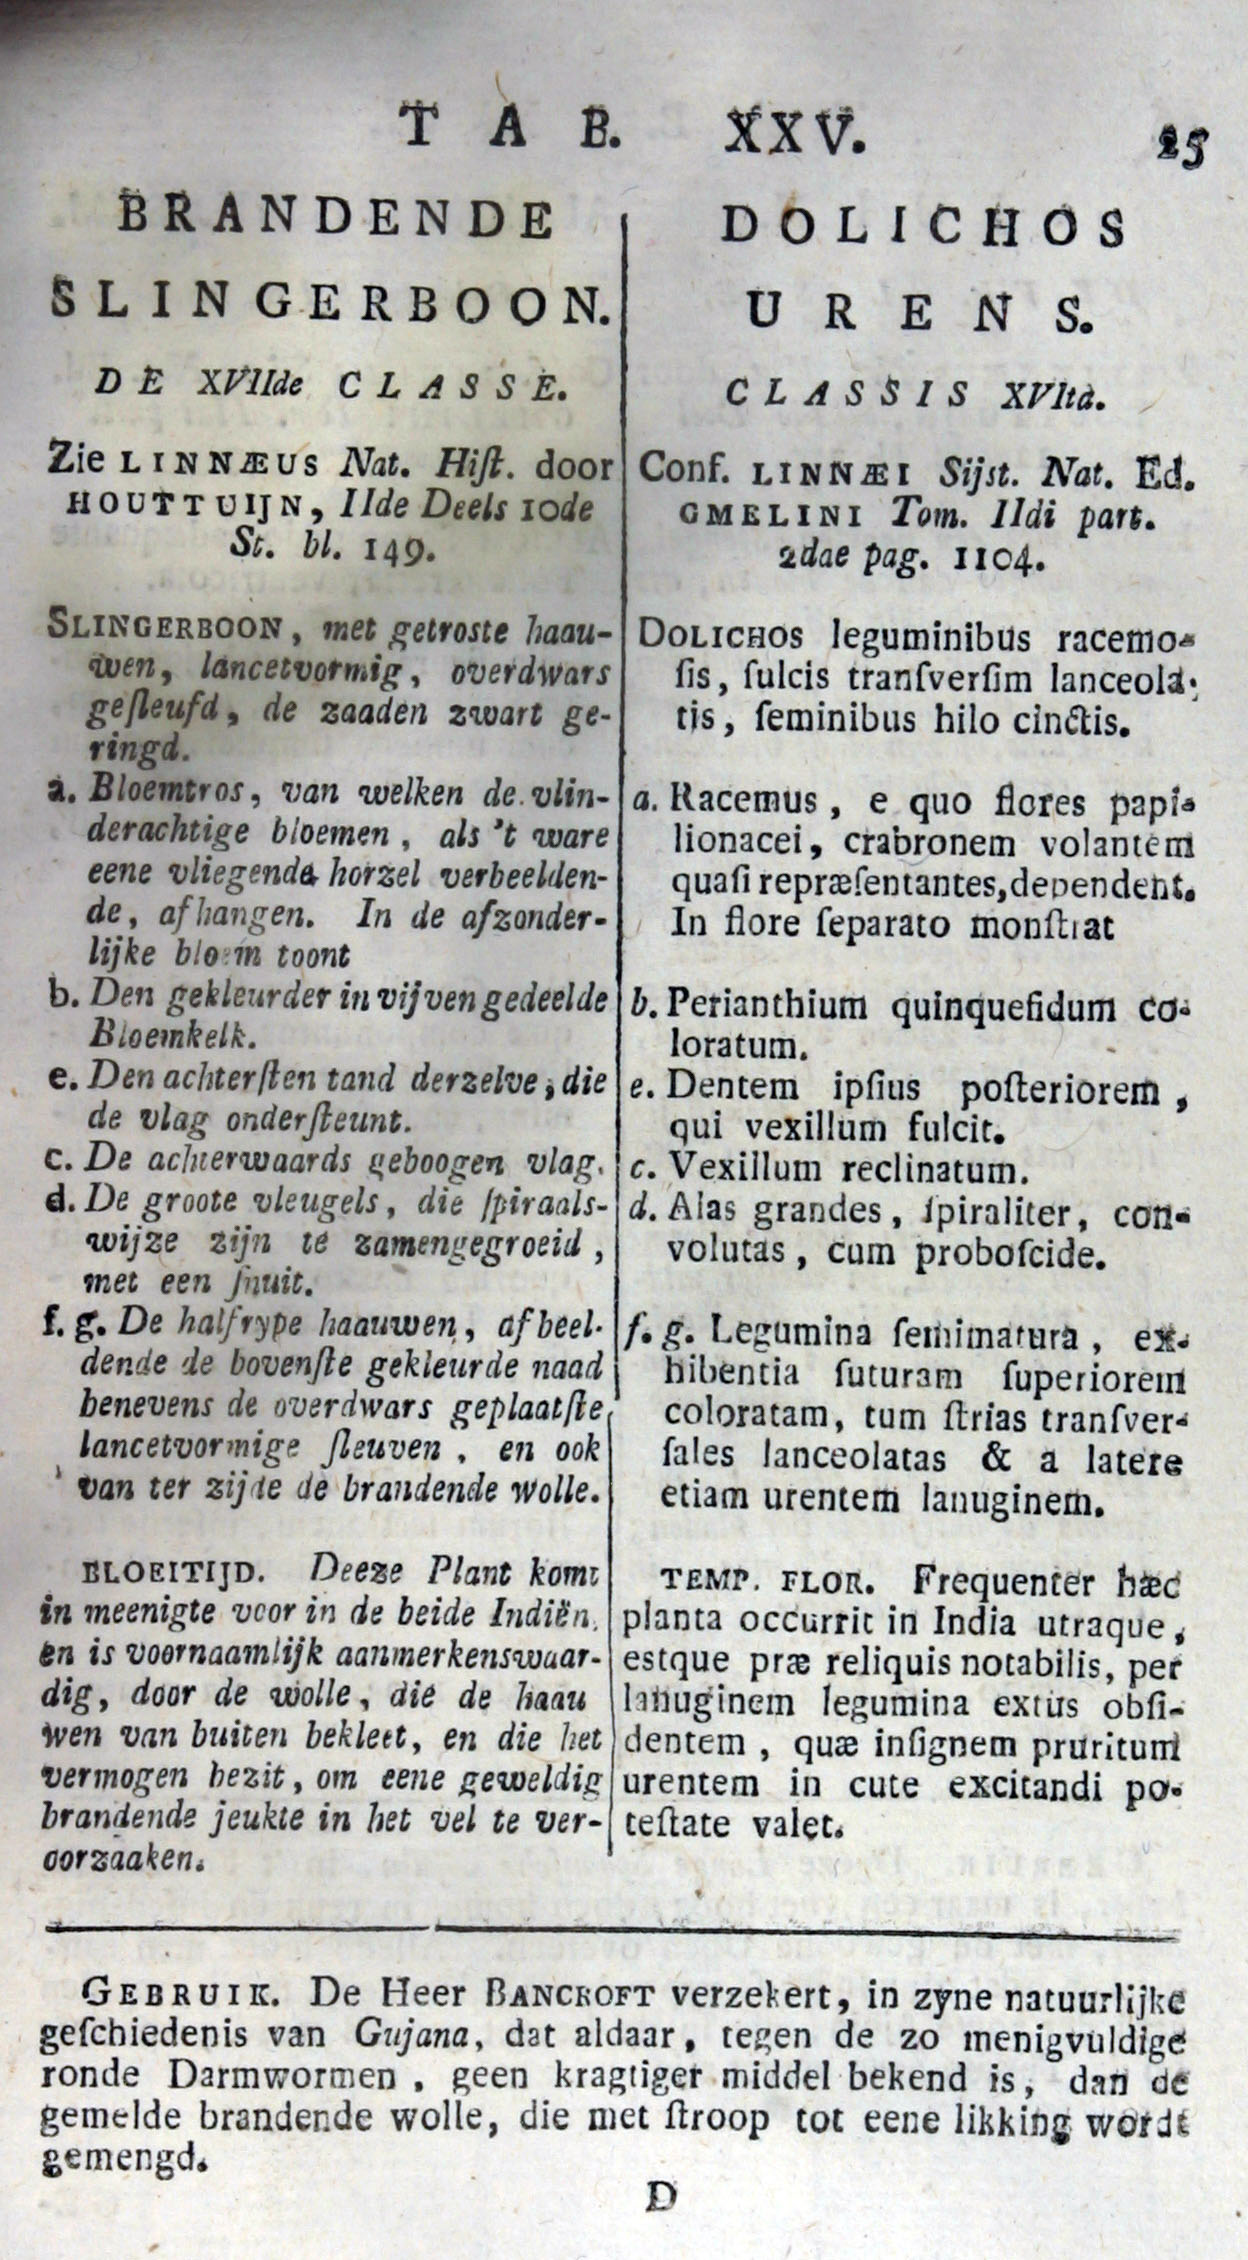 TAB. XXV. 25
BRANDENDE
SLINGERBOON.
DE XVIIde CLASSE.
Zie LINNÆUS Nat. Hiſt. door
HOUTTUIJN, IIde Deels 10de
St. bl. 149.
SLINGERBOON, met getroste haau-
wen, lancetvormig, overdwars
gesleufd, de zaaden zwart ge-
ringd.
a. Bloemtros, van welken de vlin-
derachtige bloemen, als 't ware
eene vliegende horzel verbeelden-
de, afhangen. In de afzonder-
lijke bloem toont
b. Den gekleurder in vijven gedeelde
Bloemkelk.
e. Den achterſten tand derzelve, die
de vlag onderſteunt.
c. De achterwaards geboogen vlag.
d. De groote vleugels, die ſpiraals-
wijze zijn te zamengegroeid,
met een ſnuit.
f. g. De halfrype haauwen, afbeel-
dende de bovenſte gekleurde naad
benevens de overdwars geplaatſte
lancetvormige ſleuven, en ook
van ter zijde de brandende wolle.
BLOEITIJD. Deeze Plant komt
in meenigte voor in de beide Indiën,
en is voornaamlijk aanmerkenswaar-
dig, door de wolle, die de haau
wen van buiten bekleet, en die het
vermogen bezit, om eene geweldig
brandende jeukte in het vel te ver-
oorzaaken.
DOLICHOS
URENS.
CLASSIS XVIta.
Conf. LINNÆI Sijst. Nat. Ed.
GMELINI Tom. IIdi part.
2dae pag. 1104.
DOLICHOS leguminibus racemo-
ſis, ſulcis tranſverſim lanceola-
tis, ſeminibus hilo cinctis.
a. Racemus, e quo flores papi-
lionacei, crabronem volantem
quaſi repræſentantes, dependent.
In flore ſeparato monſtrat
b. Perianthium quinquefidum co-
loratum.
e. Dentem ipſius poſteriorem,
qui vexillum fulcit.
c. Vexillum reclinatum.
d. Alas grandes, ſpiraliter, con-
volutas, cum proboſcide.
f. g. Legumina ſemimatura, ex-
hibentia ſuturam ſuperiorem
coloratam, tum ſtrias tranſver-
ſales lanceolatas & a latere
etiam urentem lanuginem.
TEMP. FLOR. Frequenter hæc
planta occurrit in India utraque,
estque præ reliquis notabilis, per
lanuginem legumina extus obſi-
dentem, quæ inſignem pruritum
urentem in cute excitandi po-
teſtate valet.
GEBRUIK. De Heer BANCROFT verzekert, in zyne natuurlijke
geſchiedenis van Gujana, dat aldaar, tegen de zo menigvuldige
ronde Darmwormen, geen kragtiger middel bekend is, dan de
gemelde brandende wolle, die met ſtroop tot eene likking wordt
gemengd.
D